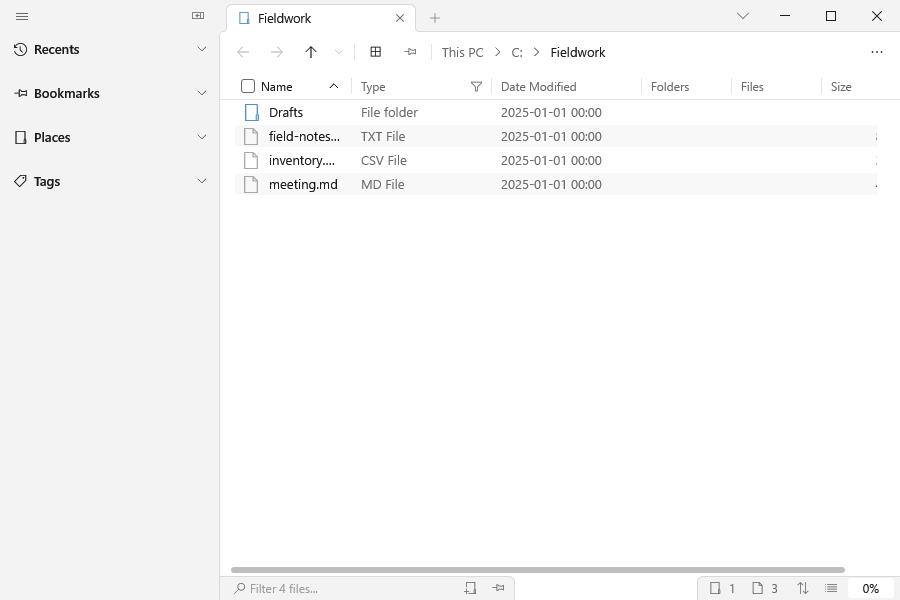 Fieldwork
Recents
Bookmarks
Places
Tags
This PC C: Fieldwork
Name Type Date Modified Folders Files Size
Drafts File folder 2025-01-01 00:00
field-notes... TXT File 2025-01-01 00:00
inventory.... CSV File 2025-01-01 00:00
meeting.md MD File 2025-01-01 00:00
Filter 4 files... 1 3 0%